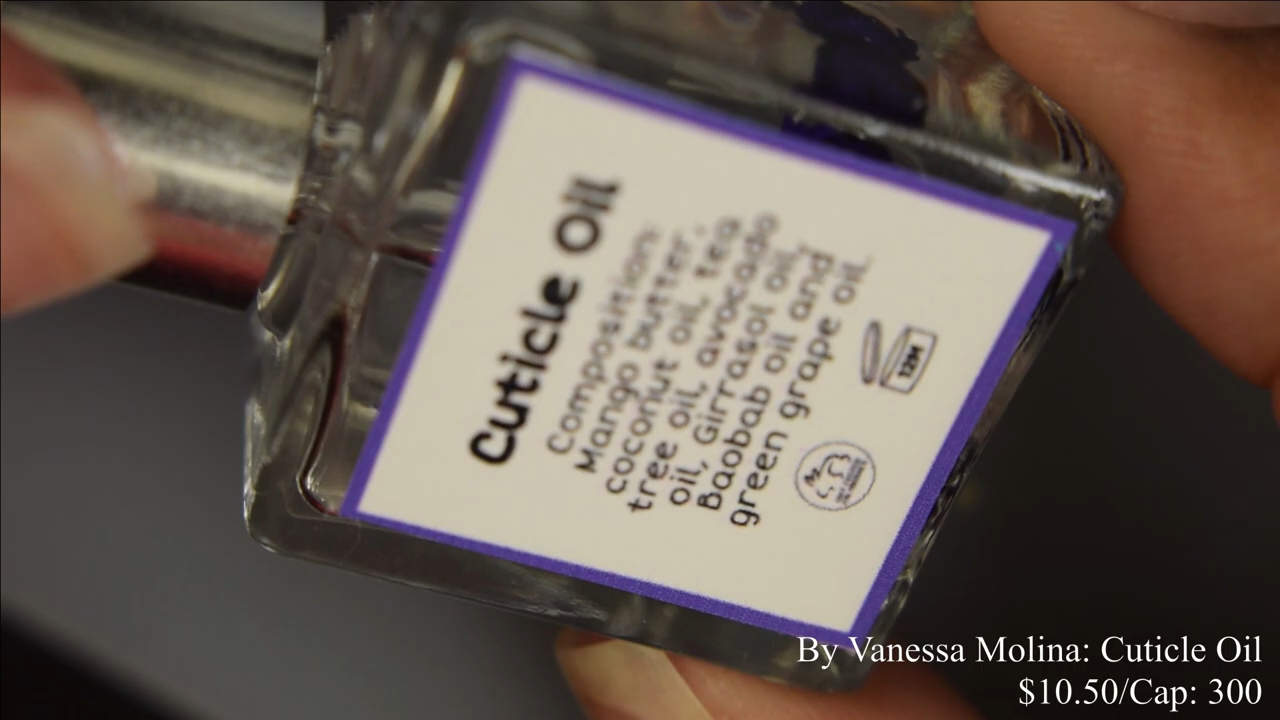 Cuticle Oil
Composition:
Mango butter,
coconut oil, tea
tree oil, avocado
oil, Girrasol oil,
Baobab oil and
green grape oil.
12M
By Vanessa Molina: Cuticle Oil
$10.50/Cap: 300